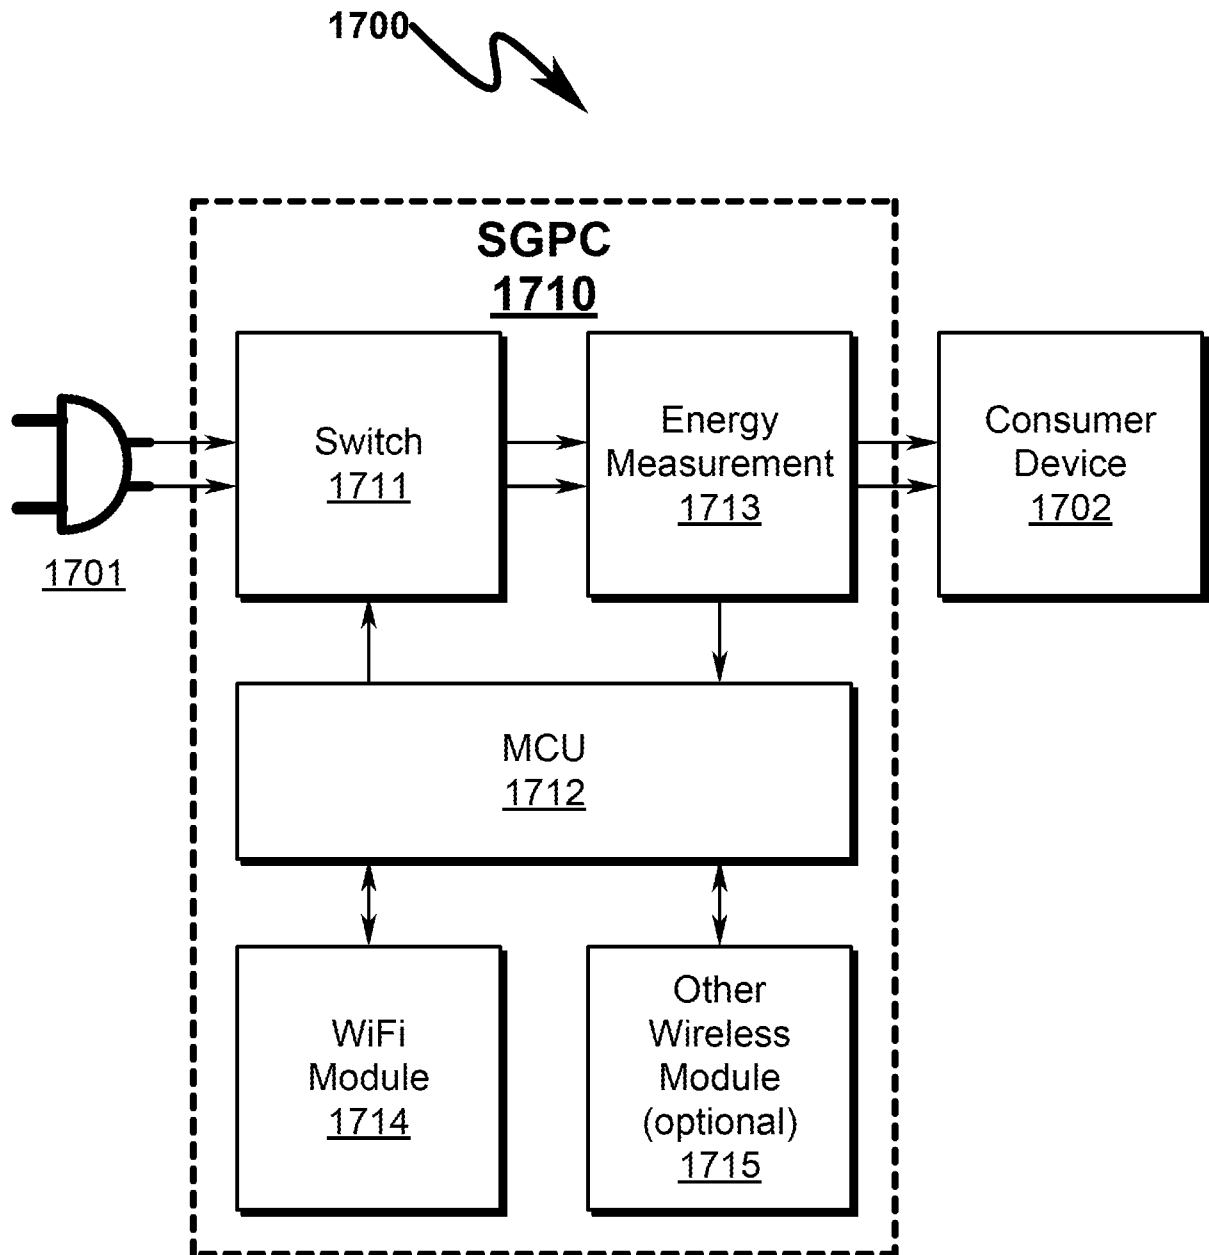 1700
SGPC
1710
Switch
1711
Energy
Measurement
1713
Consumer
Device
1702
1701
MCU
1712
WiFi
Module
1714
Other
Wireless
Module
(optional)
1715